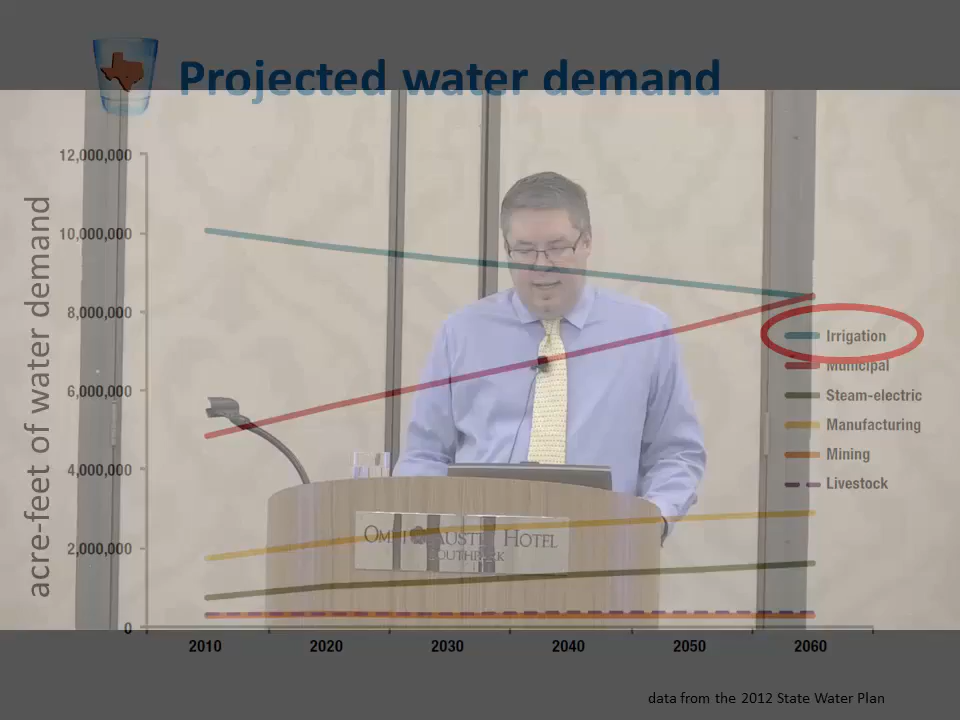 Projected water demand
acre-feet of water demand
12,000,000
10,000,000
8,000,000
6,000,000
4,000,000
2,000,000
0
2010
2020
2030
2040
2050
2060
Irrigation
Municipal
Steam-electric
Manufacturing
Mining
Livestock
HOTEL
data from the 2012 State Water Plan